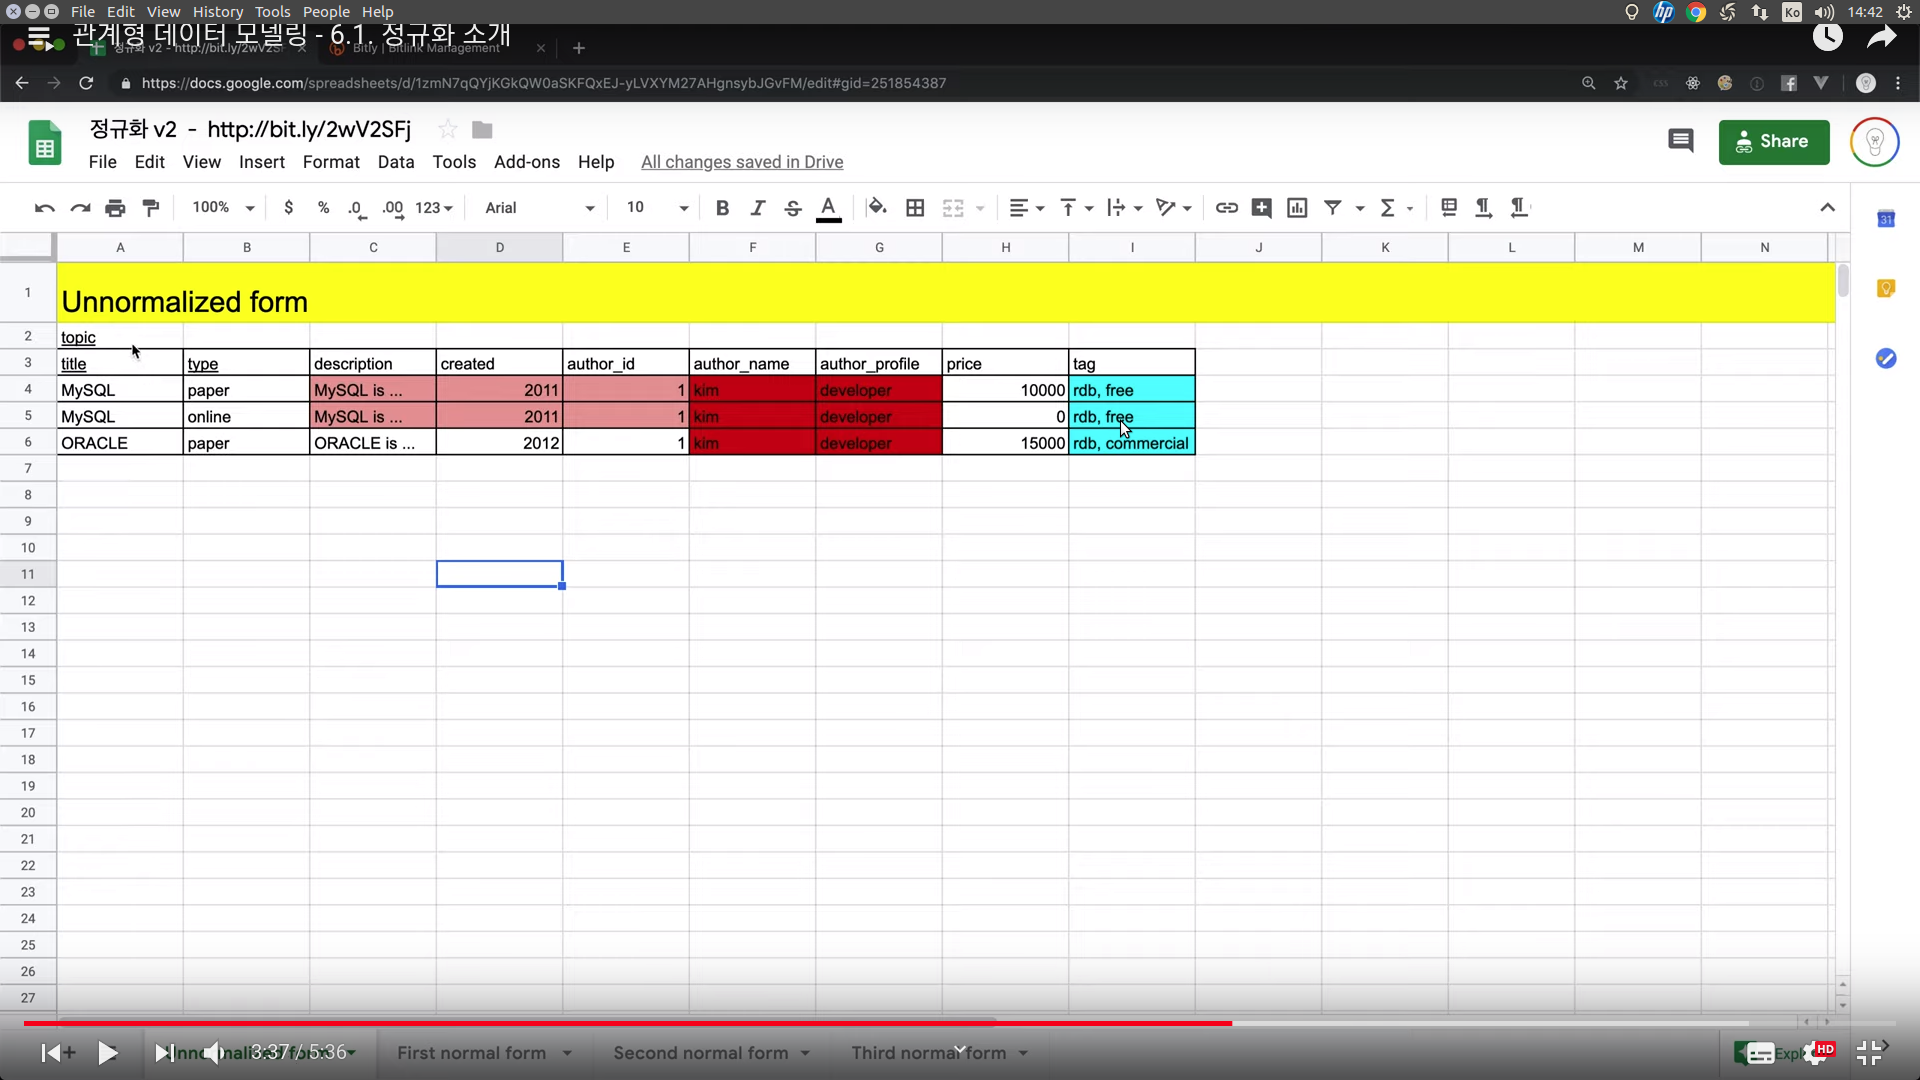 File Edit View History Tools People Help
Ko 14:42
관계형 데이터 모델링 - 6.1. 정규화 소개
정규화 v2 - http://bit.ly/2wV2SF
Bitly | Bitlink Management
https://docs.google.com/spreadsheets/d/1zmN7qQYjKGkQW0aSKFQxEJ-yLVXYM27AHgnsybJGvFM/edit#gid=251854387
정규화 v2 - http://bit.ly/2wV2SFj
File Edit View Insert Format Data Tools Add-ons Help All changes saved in Drive
Share
100% $ % .0 .00 123 Arial 10 B I S A
31
A B C D E F G H I J K L M N
1 Unnormalized form
2 topic
3 title type description created author_id author_name author_profile price tag
4 MySQL paper MySQL is ... 2011 1 kim developer 10000 rdb, free
5 MySQL online MySQL is ... 2011 1 kim developer 0 rdb, free
6 ORACLE paper ORACLE is ... 2012 1 kim developer 15000 rdb, commercial
7
8
9
10
11
12
13
14
15
16
17
18
19
20
21
22
23
24
25
26
27
3:37 / 5:36 First normal form Second normal form Third normal form HD